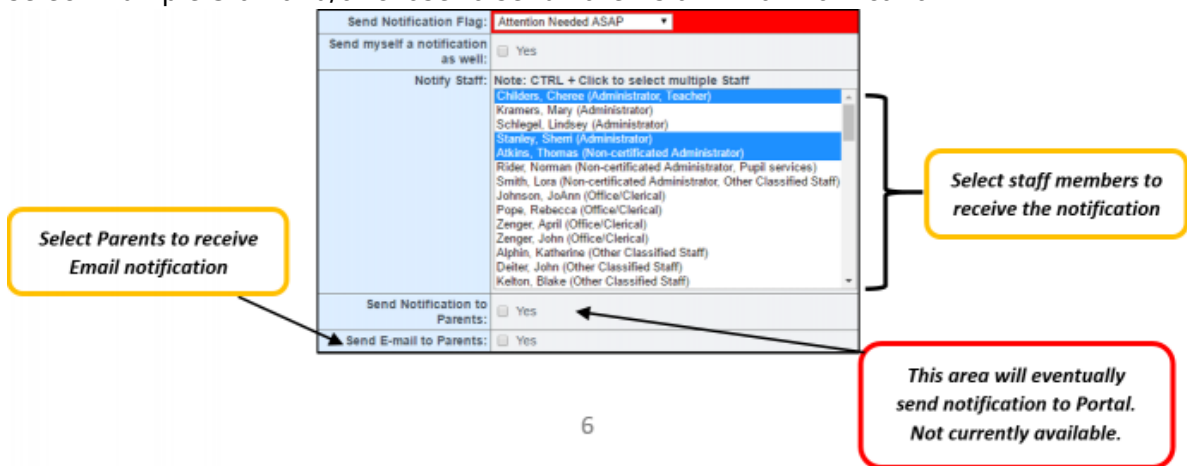 Send Notification Flag: Attention Needed ASAP
Send myself a notification as well: Yes
Notify Staff: Note: CTRL + Click to select multiple Staff
Childers, Cheree (Administrator, Teacher)
Kramers, Mary (Administrator)
Schlegel, Lindsey (Administrator)
Stanley, Sherri (Administrator)
Atkins, Thomas (Non-certificated Administrator)
Rider, Norman (Non-certificated Administrator, Pupil services)
Smith, Lora (Non-certificated Administrator, Other Classified Staff)
Johnson, JoAnn (Office/Clerical)
Pope, Rebecca (Office/Clerical)
Zenger, April (Office/Clerical)
Zenger, John (Office/Clerical)
Alphin, Katherine (Other Classified Staff)
Deiter, John (Other Classified Staff)
Kelton, Blake (Other Classified Staff)
Select staff members to
receive the notification
Select Parents to receive
Email notification
Send Notification to
Parents: Yes
Send E-mail to Parents: Yes
This area will eventually
send notification to Portal.
Not currently available.
6